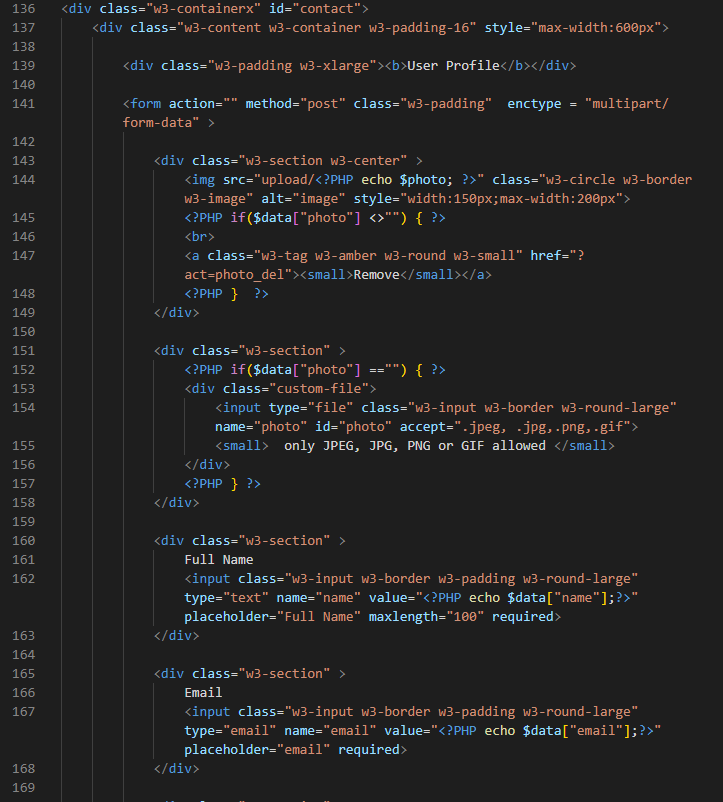 136 <div class="w3-containerx" id="contact">
137 <div class="w3-content w3-container w3-padding-16" style="max-width:600px">
138
139 <div class="w3-padding w3-xlarge"><b>User Profile</b></div>
140
141 <form action="" method="post" class="w3-padding"  enctype = "multipart/
form-data" >
142
143 <div class="w3-section w3-center" >
144 <img src="upload/<?PHP echo $photo; ?>" class="w3-circle w3-border
w3-image" alt="image" style="width:150px;max-width:200px">
145 <?PHP if($data["photo"] <>"") { ?>
146 <br>
147 <a class="w3-tag w3-amber w3-round w3-small" href="?
act=photo_del"><small>Remove</small></a>
148 <?PHP }  ?>
149 </div>
150
151 <div class="w3-section" >
152 <?PHP if($data["photo"] =="") { ?>
153 <div class="custom-file">
154 <input type="file" class="w3-input w3-border w3-round-large"
name="photo" id="photo" accept=".jpeg, .jpg,.png,.gif">
155 <small>  only JPEG, JPG, PNG or GIF allowed </small>
156 </div>
157 <?PHP } ?>
158 </div>
159
160 <div class="w3-section" >
161 Full Name
162 <input class="w3-input w3-border w3-padding w3-round-large"
type="text" name="name" value="<?PHP echo $data["name"];?>"
placeholder="Full Name" maxlength="100" required>
163 </div>
164
165 <div class="w3-section" >
166 Email
167 <input class="w3-input w3-border w3-padding w3-round-large"
type="email" name="email" value="<?PHP echo $data["email"];?>"
placeholder="email" required>
168 </div>
169